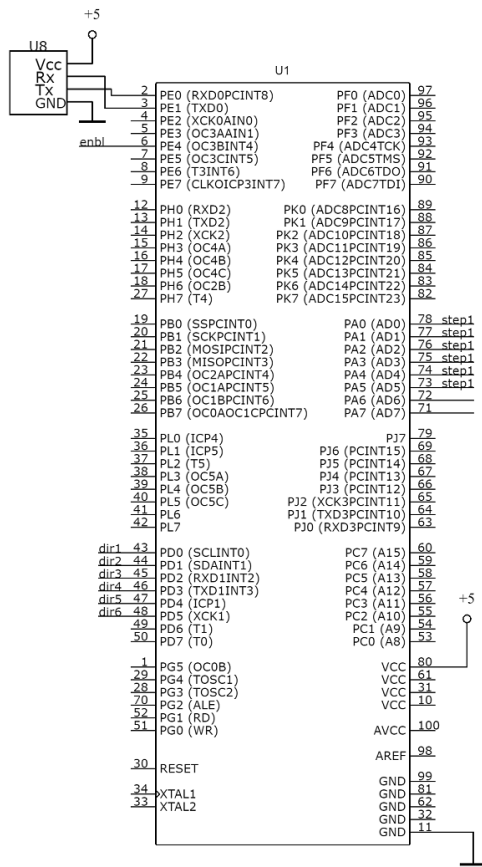 +5
U8
Vcc
Rx
Tx
GND
U1
2 PE0 (RXD0PCINT8) PF0 (ADC0) 97
3 PE1 (TXD0) PF1 (ADC1) 96
4 PE2 (XCK0AIN0) PF2 (ADC2) 95
5 PE3 (OC3AAIN1) PF3 (ADC3) 94
enbl 6 PE4 (OC3BINT4) PF4 (ADC4TCK) 93
7 PE5 (OC3CINT5) PF5 (ADC5TMS) 92
8 PE6 (T3INT6) PF6 (ADC6TDO) 91
9 PE7 (CLKOICP3INT7) PF7 (ADC7TDI) 90
12 PH0 (RXD2) PK0 (ADC8PCINT16) 89
13 PH1 (TXD2) PK1 (ADC9PCINT17) 88
14 PH2 (XCK2) PK2 (ADC10PCINT18) 87
15 PH3 (OC4A) PK3 (ADC11PCINT19) 86
16 PH4 (OC4B) PK4 (ADC12PCINT20) 85
17 PH5 (OC4C) PK5 (ADC13PCINT21) 84
18 PH6 (OC2B) PK6 (ADC14PCINT22) 83
27 PH7 (T4) PK7 (ADC15PCINT23) 82
19 PB0 (SSPCINT0) PA0 (AD0) 78 step1
20 PB1 (SCKPCINT1) PA1 (AD1) 77 step1
21 PB2 (MOSIPCINT2) PA2 (AD2) 76 step1
22 PB3 (MISOPCINT3) PA3 (AD3) 75 step1
23 PB4 (OC2APCINT4) PA4 (AD4) 74 step1
24 PB5 (OC1APCINT5) PA5 (AD5) 73 step1
25 PB6 (OC1BPCINT6) PA6 (AD6) 72
26 PB7 (OC0AOC1CPCINT7) PA7 (AD7) 71
35 PL0 (ICP4) PJ7 79
36 PL1 (ICP5) PJ6 (PCINT15) 69
37 PL2 (T5) PJ5 (PCINT14) 68
38 PL3 (OC5A) PJ4 (PCINT13) 67
39 PL4 (OC5B) PJ3 (PCINT12) 66
40 PL5 (OC5C) PJ2 (XCK3PCINT11) 65
41 PL6 PJ1 (TXD3PCINT10) 64
42 PL7 PJ0 (RXD3PCINT9) 63
dir1 43 PD0 (SCLINT0) PC7 (A15) 60
dir2 44 PD1 (SDAINT1) PC6 (A14) 59
dir3 45 PD2 (RXD1INT2) PC5 (A13) 58
dir4 46 PD3 (TXD1INT3) PC4 (A12) 57
dir5 47 PD4 (ICP1) PC3 (A11) 56
dir6 48 PD5 (XCK1) PC2 (A10) 55
49 PD6 (T1) PC1 (A9) 54
50 PD7 (T0) PC0 (A8) 53
+5
1 PG5 (OC0B) VCC 80
29 PG4 (TOSC1) VCC 61
28 PG3 (TOSC2) VCC 31
70 PG2 (ALE) VCC 10
52 PG1 (RD)
51 PG0 (WR) AVCC 100
AREF 98
30 RESET
GND 99
34 XTAL1 GND 81
33 XTAL2 GND 62
GND 32
GND 11